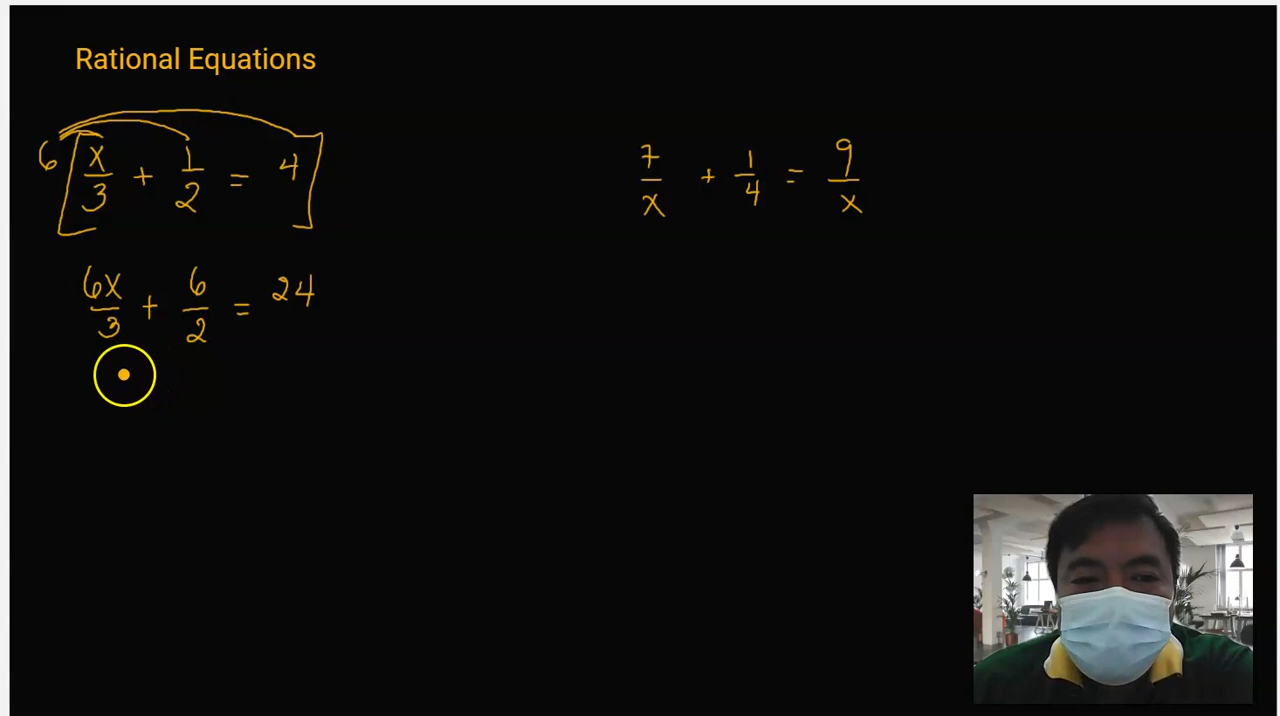 Rational Equations
6 [ x/3 + 1/2 = 4 ]
6x/3 + 6/2 = 24
7/x + 1/4 = 9/x